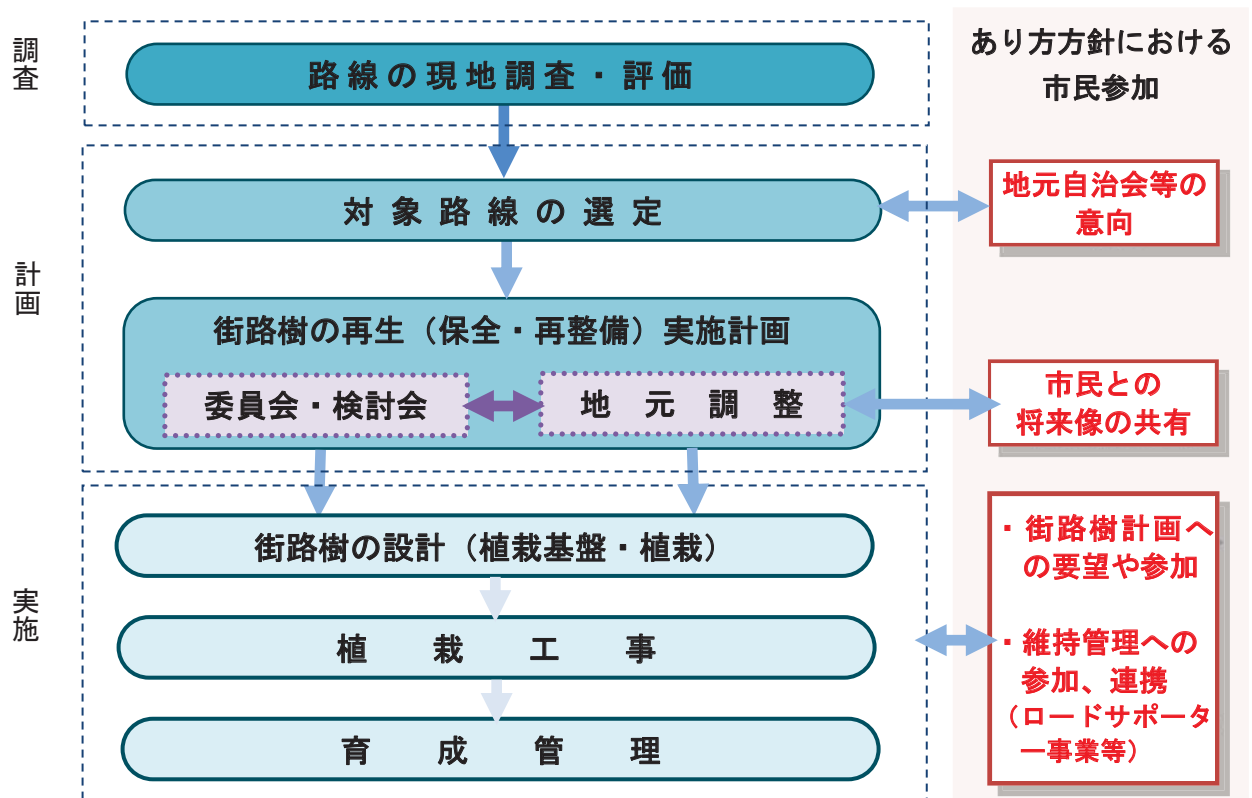 調査
路線の現地調査・評価
あり方方針における
市民参加
計画
対象路線の選定
地元自治会等の
意向
街路樹の再生（保全・再整備）実施計画
委員会・検討会
地元調整
市民との
将来像の共有
実施
街路樹の設計（植栽基盤・植栽）
植栽工事
育成管理
・街路樹計画へ
の要望や参加
・維持管理への
参加、連携
（ロードサポータ
ー事業等）